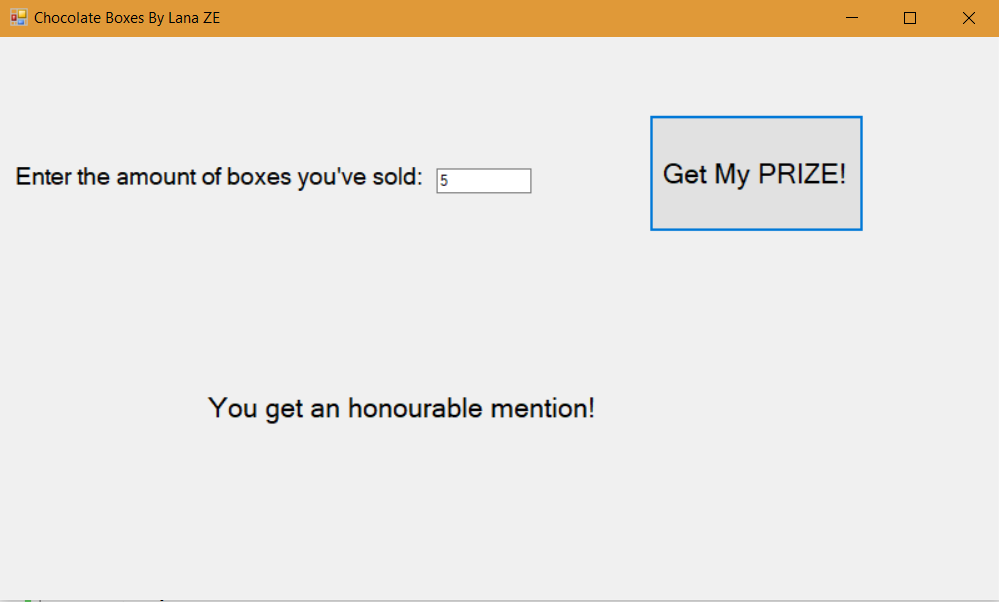 Chocolate Boxes By Lana ZE
Enter the amount of boxes you've sold: 5
Get My PRIZE!
You get an honourable mention!